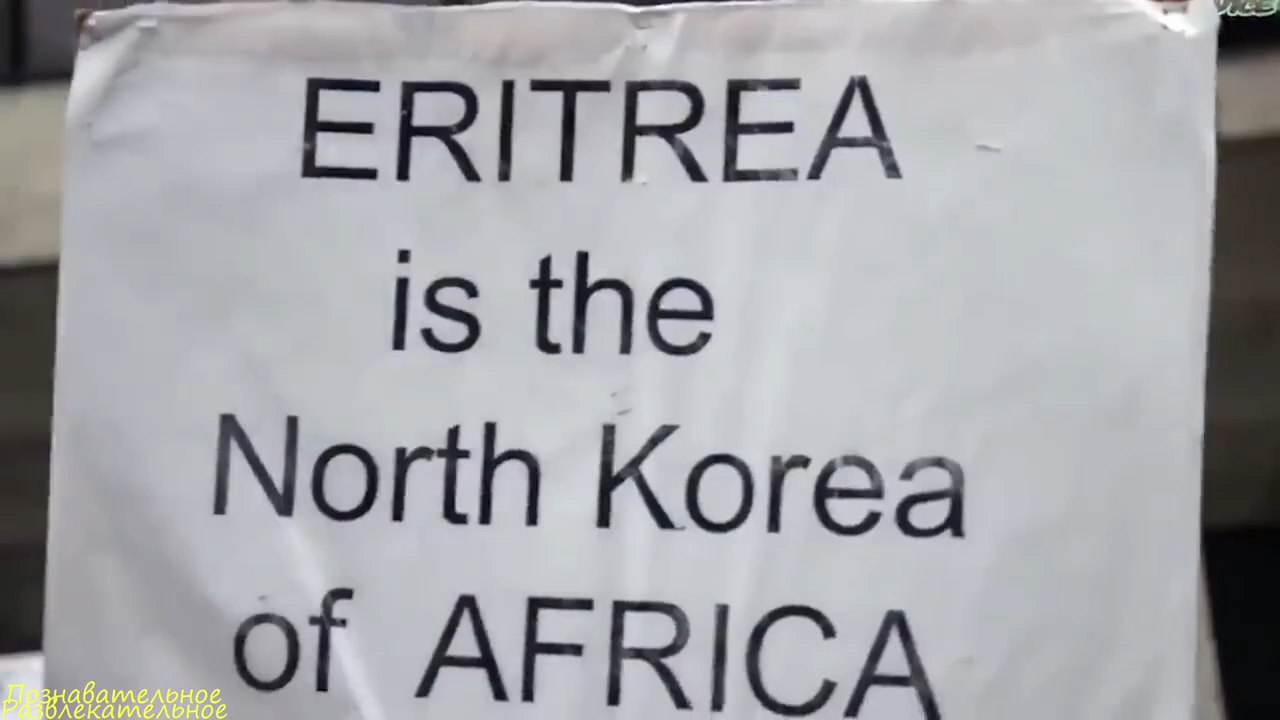 ERITREA
is the
North Korea
of AFRICA
Познавательное
Развлекательное